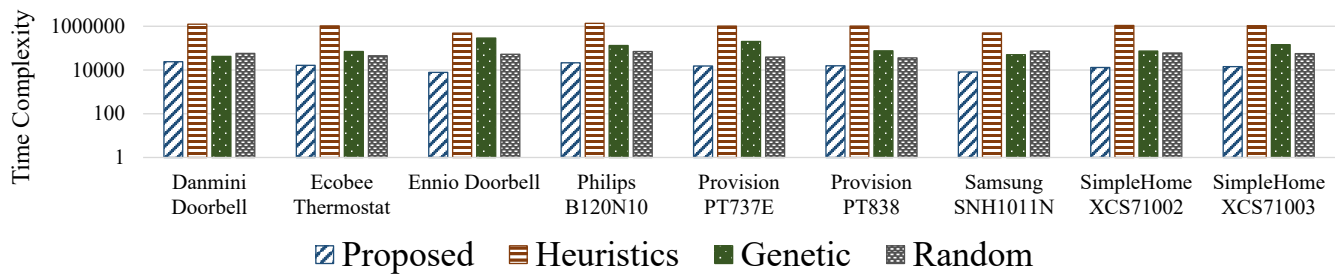 Time Complexity
1000000
10000
100
1
Danmini Doorbell
Ecobee Thermostat
Ennio Doorbell
Philips B120N10
Provision PT737E
Provision PT838
Samsung SNH1011N
SimpleHome XCS71002
SimpleHome XCS71003
Proposed Heuristics Genetic Random